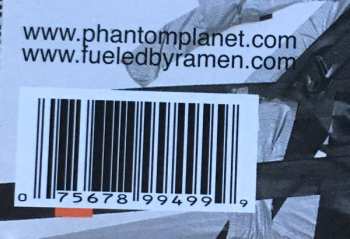 www.phantomplanet.com
www.fueledbyramen.com
0 75678 99499 9